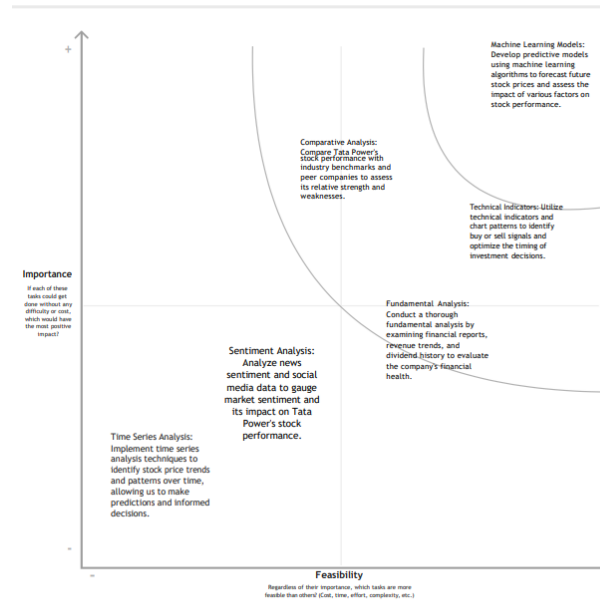 +
Machine Learning Models:
Develop predictive models
using machine learning
algorithms to forecast future
stock prices and assess the
impact of various factors on
stock performance.
Comparative Analysis:
Compare Tata Power's
stock performance with
industry benchmarks and
peer companies to assess
its relative strength and
weaknesses.
Technical Indicators: Utilize
technical indicators and
chart patterns to identify
buy or sell signals and
optimize the timing of
investment decisions.
Importance
If each of these
tasks could get
done without any
difficulty or cost,
which would have
the most positive
impact?
Fundamental Analysis:
Conduct a thorough
fundamental analysis by
examining financial reports,
revenue trends, and
dividend history to evaluate
the company's financial
health.
Sentiment Analysis:
Analyze news
sentiment and social
media data to gauge
market sentiment and
its impact on Tata
Power's stock
performance.
Time Series Analysis:
Implement time series
analysis techniques to
identify stock price trends
and patterns over time,
allowing us to make
predictions and informed
decisions.
-
-
Feasibility
Regardless of their importance, which tasks are more
feasible than others? (Cost, time, effort, complexity, etc.)